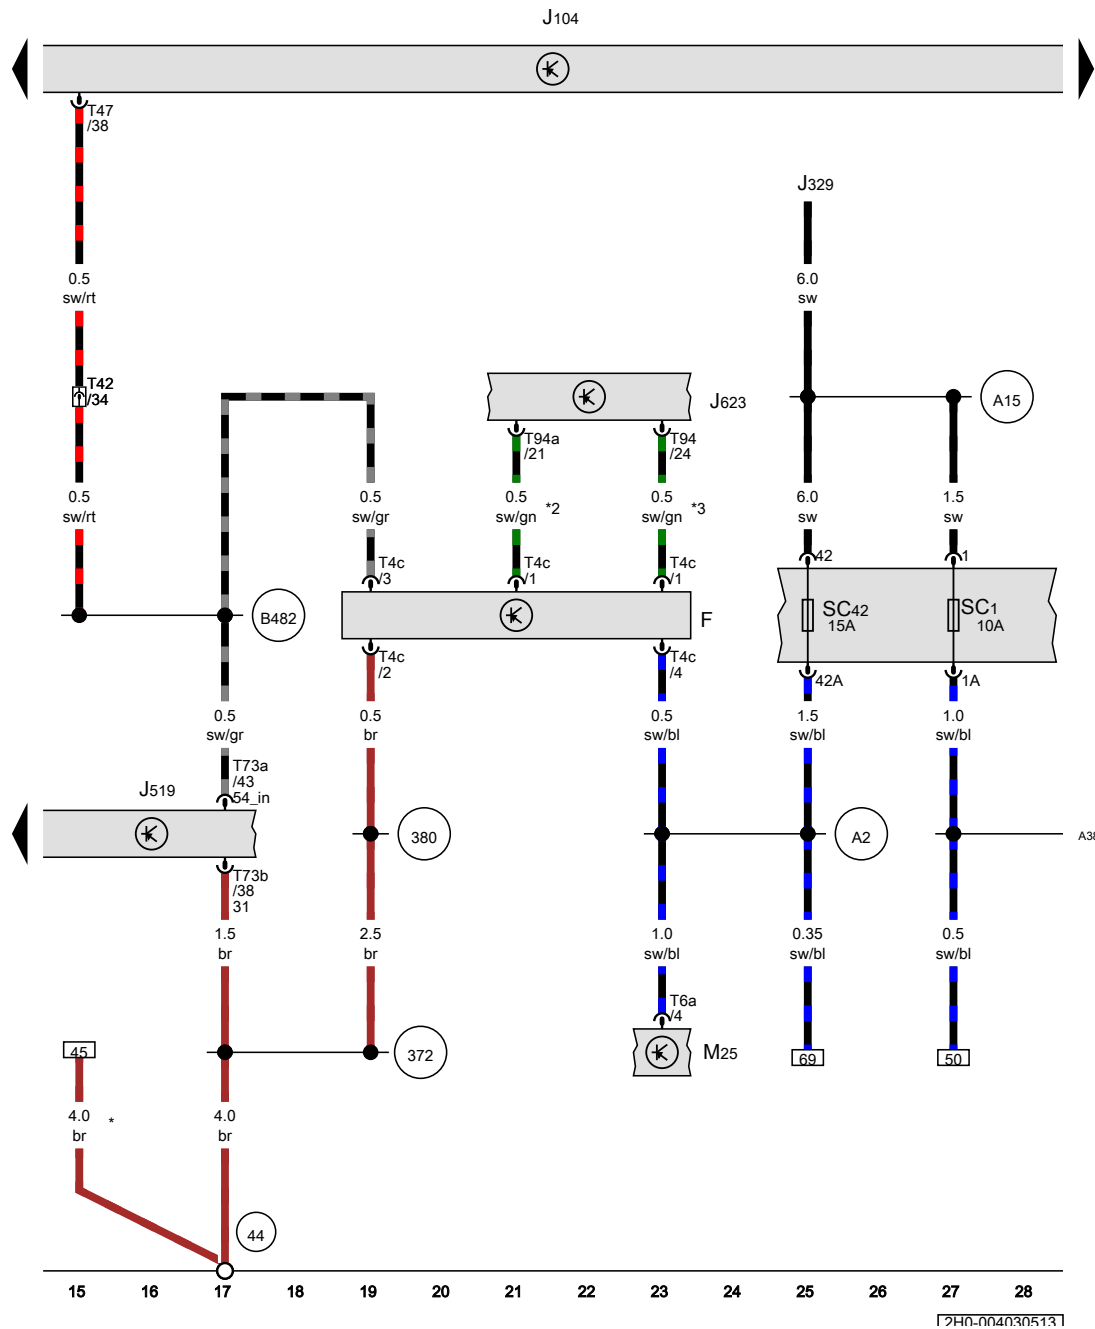 J104
T47
/38
J329
0.5
sw/rt
6.0
sw
T42
/34
J623
A15
T94a
/21
T94
/24
0.5
sw/rt
0.5
sw/gr
0.5
sw/gn
*2
0.5
sw/gn
*3
6.0
sw
1.5
sw
T4c
/3
T4c
/1
T4c
/1
42
1
B482
F
SC42
15A
SC1
10A
T4c
/2
T4c
/4
42A
1A
0.5
sw/gr
0.5
br
0.5
sw/bl
1.5
sw/bl
1.0
sw/bl
T73a
/43
54_in
J519
380
A2
A38
T73b
/38
31
1.5
br
2.5
br
1.0
sw/bl
0.35
sw/bl
0.5
sw/bl
T6a
/4
45
372
M25
69
50
4.0
br
*
4.0
br
44
15 16 17 18 19 20 21 22 23 24 25 26 27 28
2H0-004030513